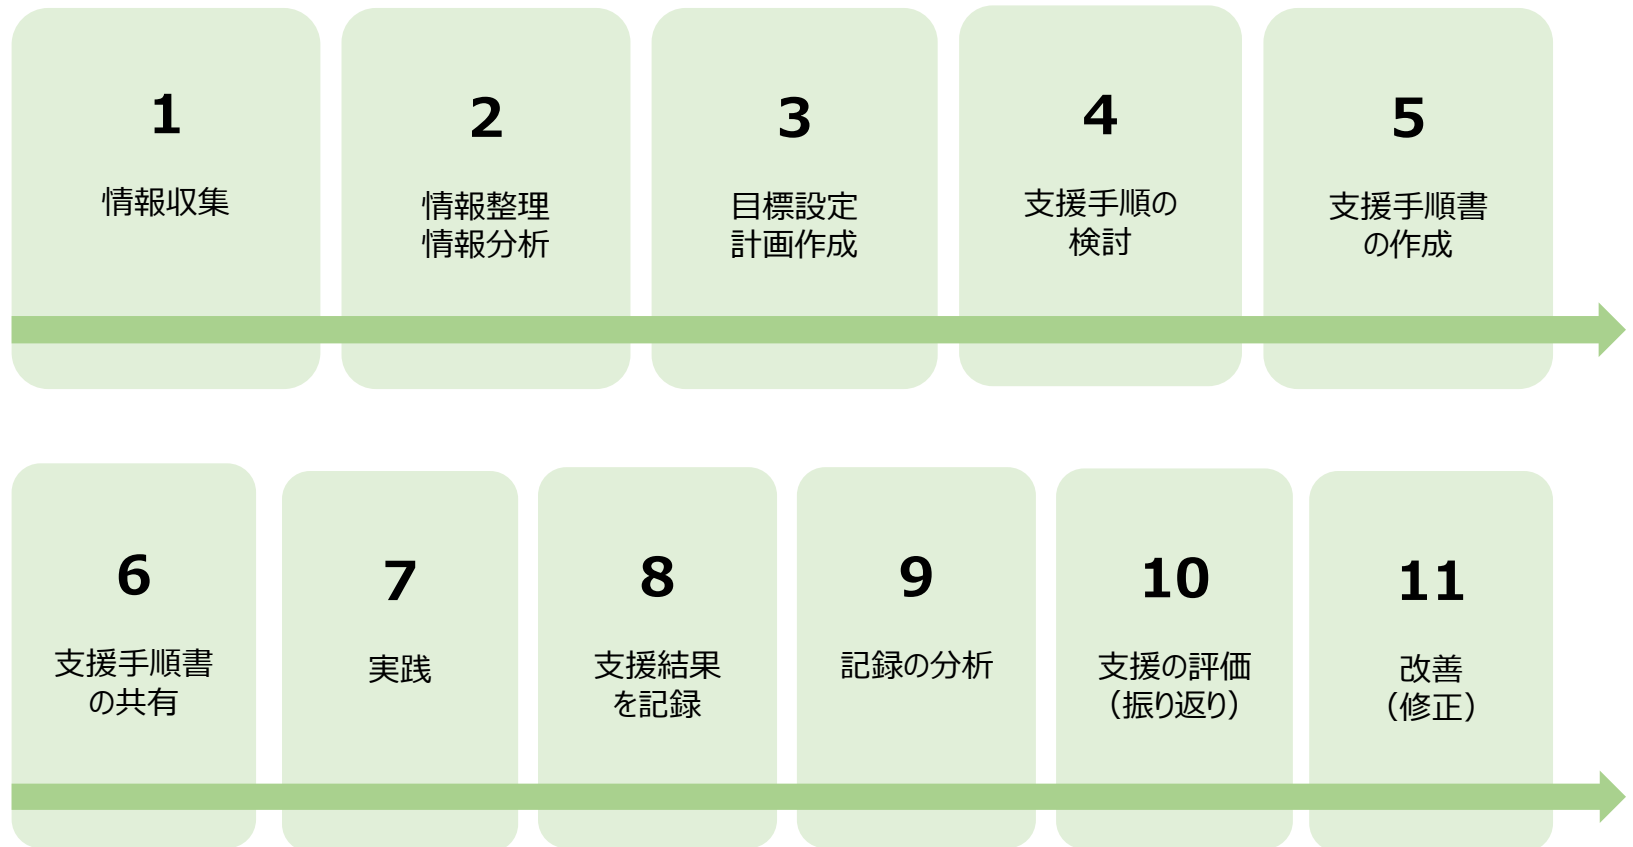 1
情報収集
2
情報整理
情報分析
3
目標設定
計画作成
4
支援手順の
検討
5
支援手順書
の作成
6
支援手順書
の共有
7
実践
8
支援結果
を記録
9
記録の分析
10
支援の評価
（振り返り）
11
改善
（修正）